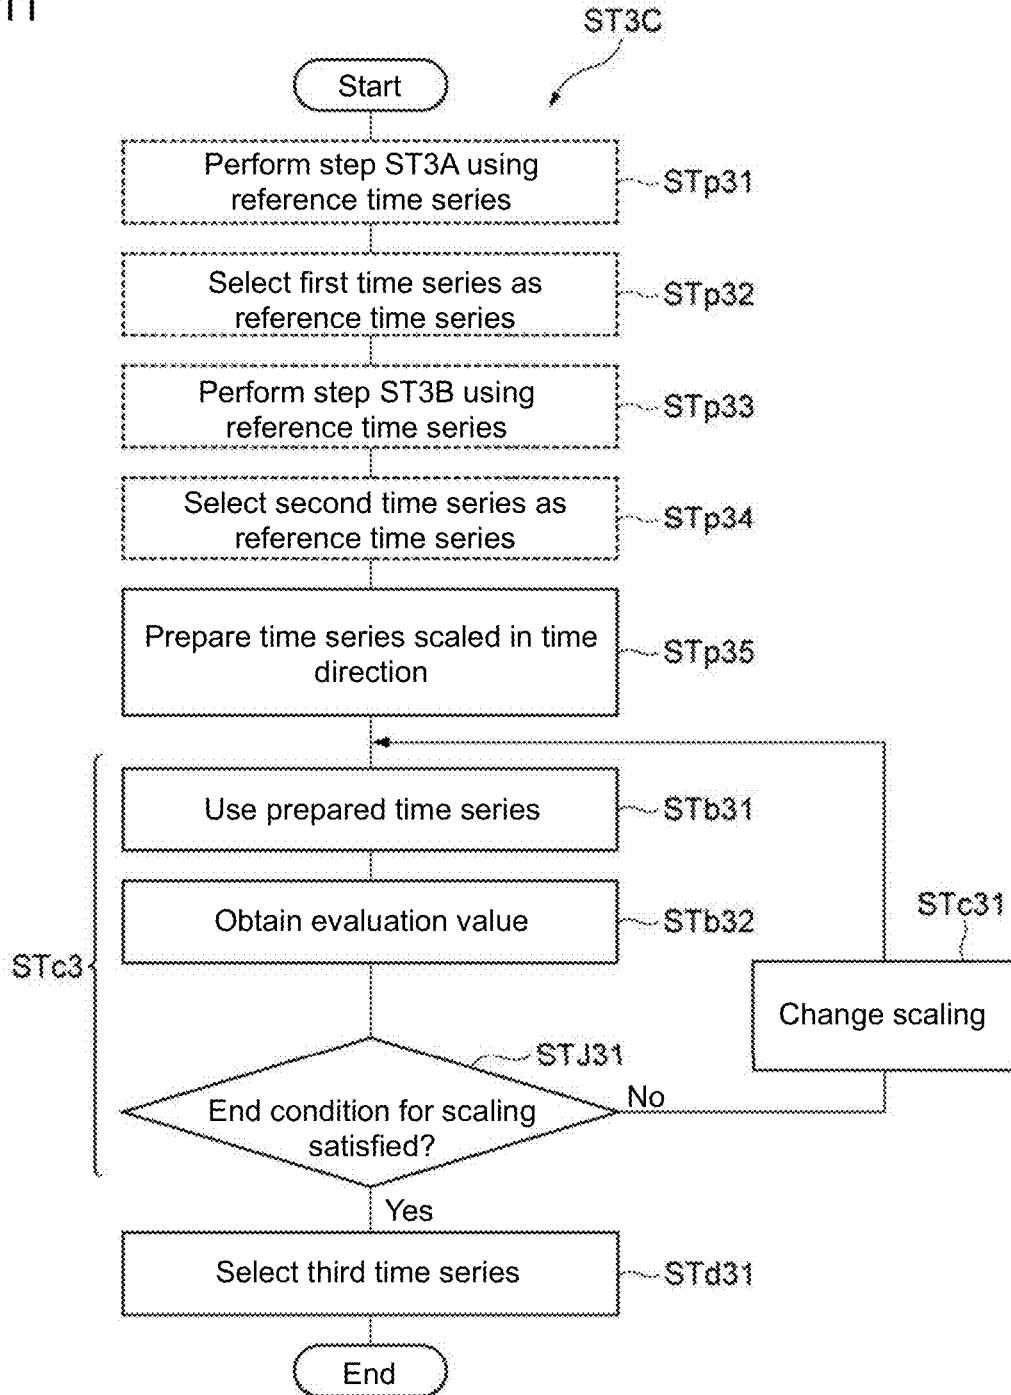 ST3C
Start
Perform step ST3A using
reference time series
STp31
Select first time series as
reference time series
STp32
Perform step ST3B using
reference time series
STp33
Select second time series as
reference time series
STp34
Prepare time series scaled in time
direction
STp35
Use prepared time series
STb31
Obtain evaluation value
STb32
STc31
STc3
Change scaling
STJ31
End condition for scaling
satisfied?
No
Yes
Select third time series
STd31
End